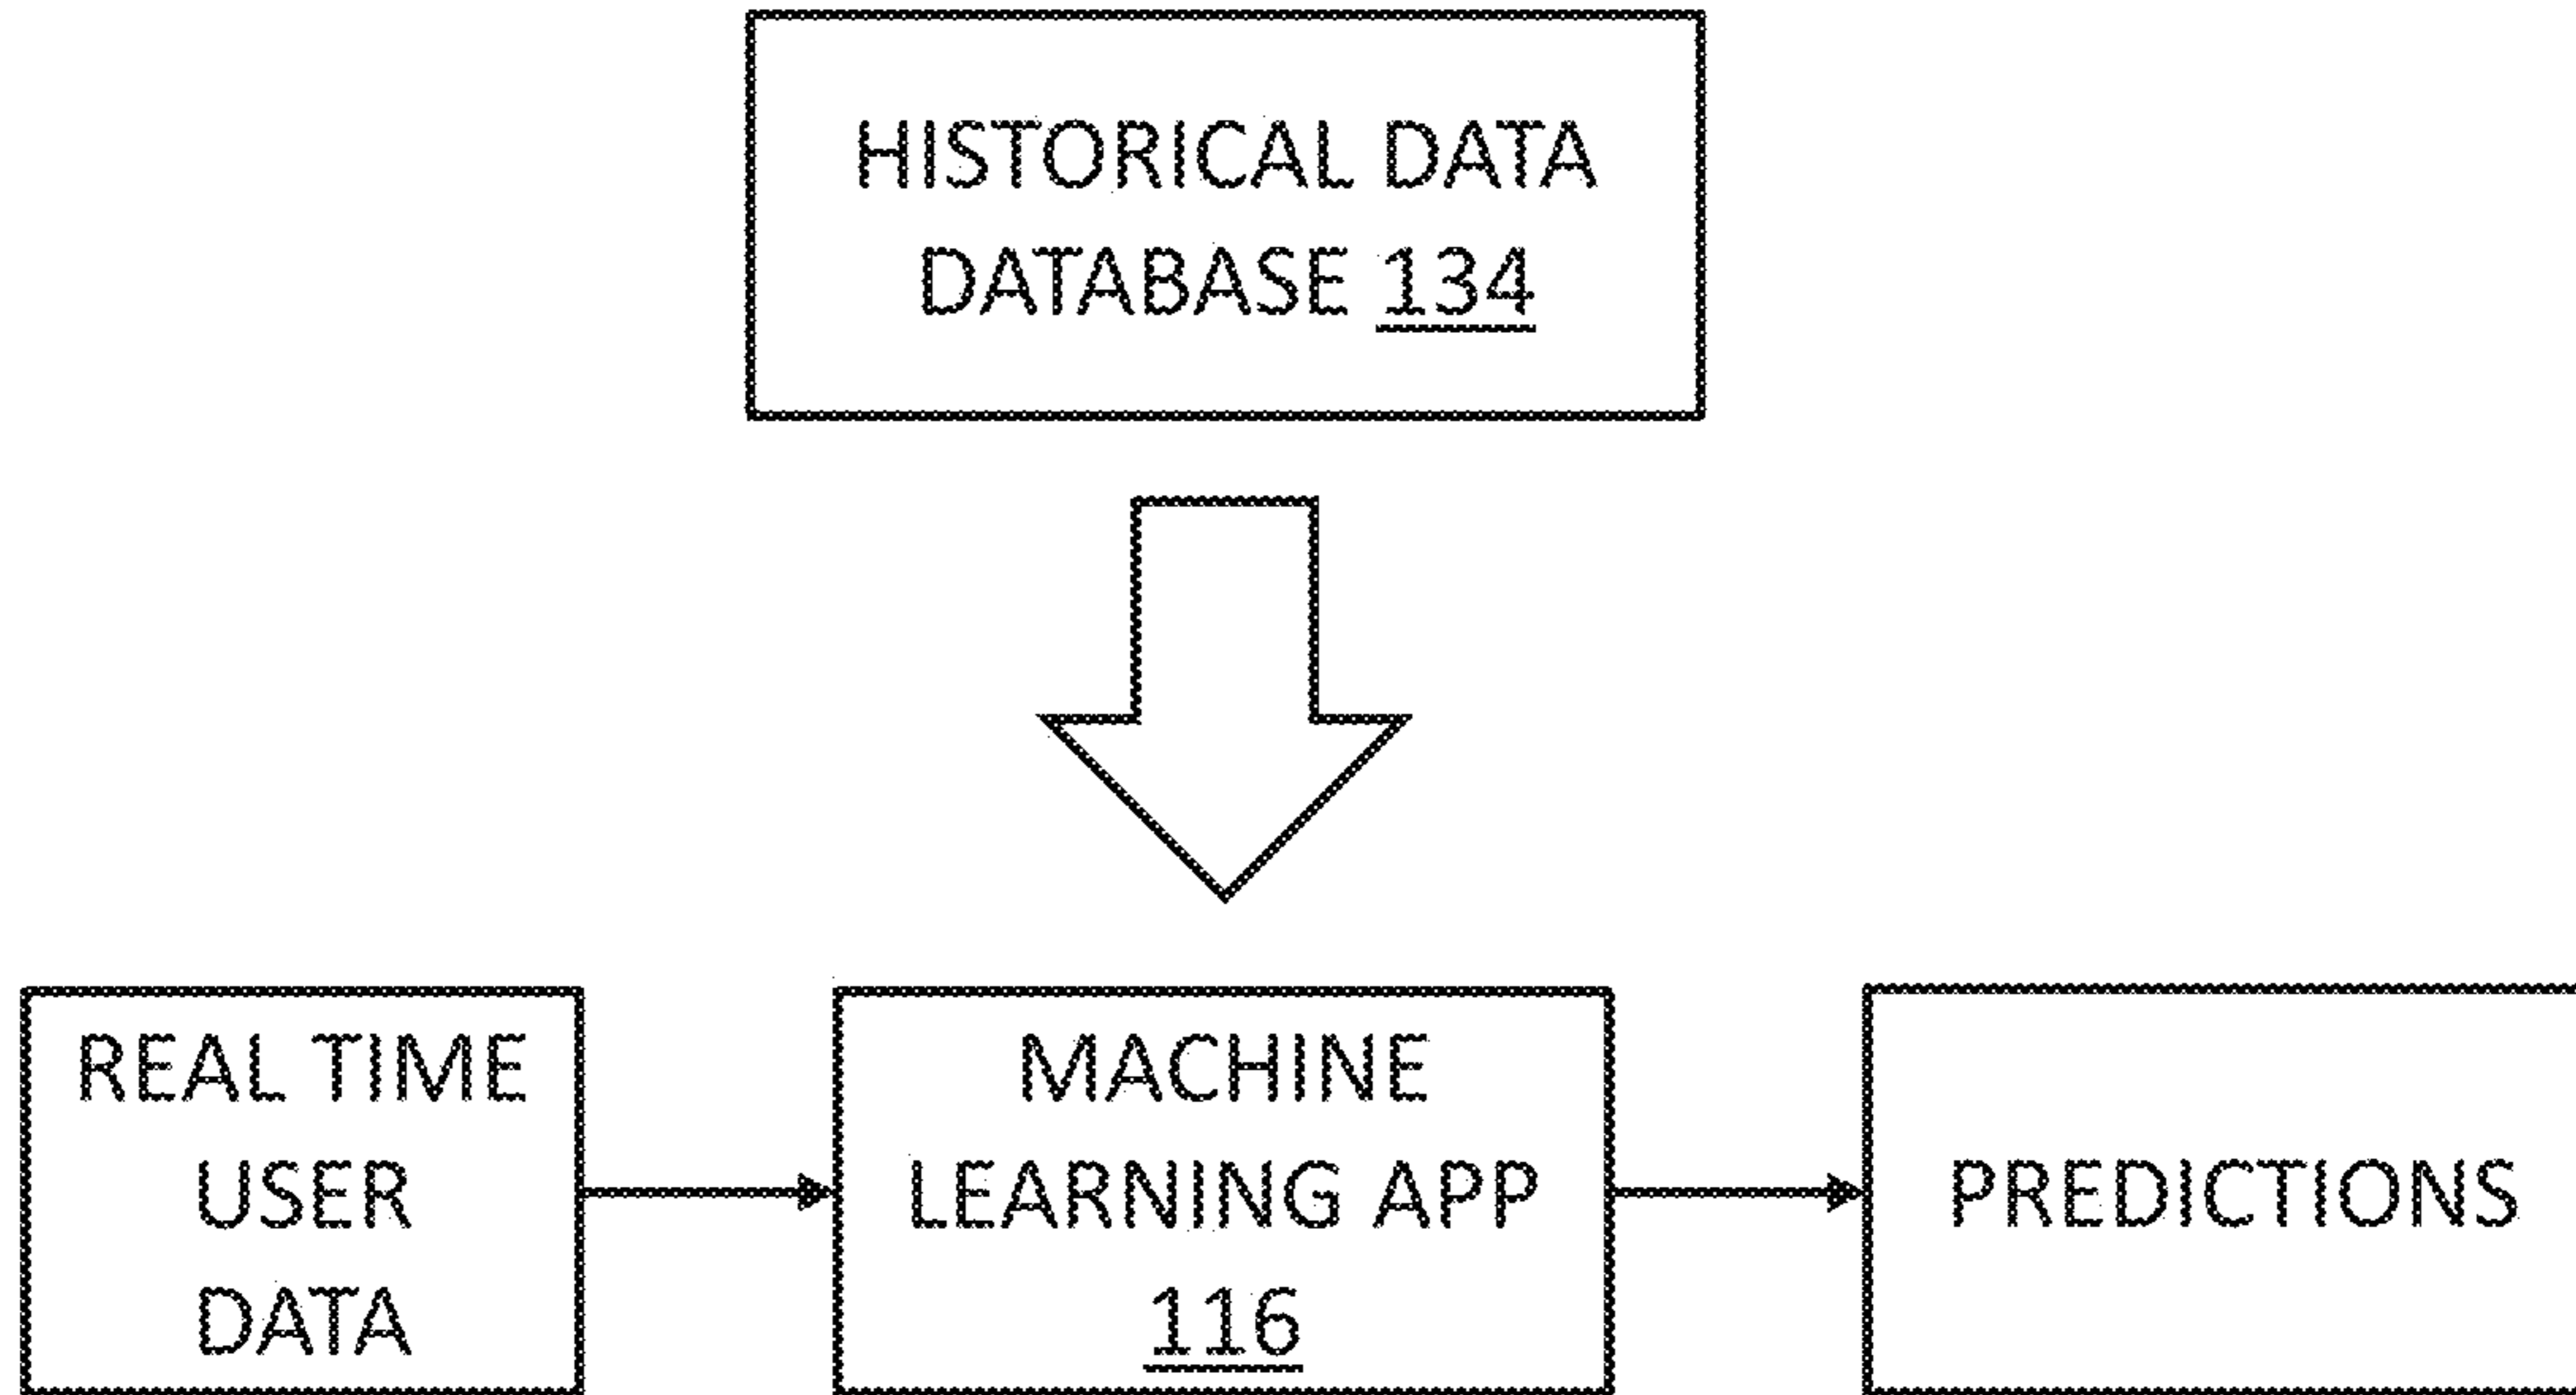 HISTORICAL DATA
DATABASE 134
REAL TIME
USER
DATA
MACHINE
LEARNING APP
116
PREDICTIONS